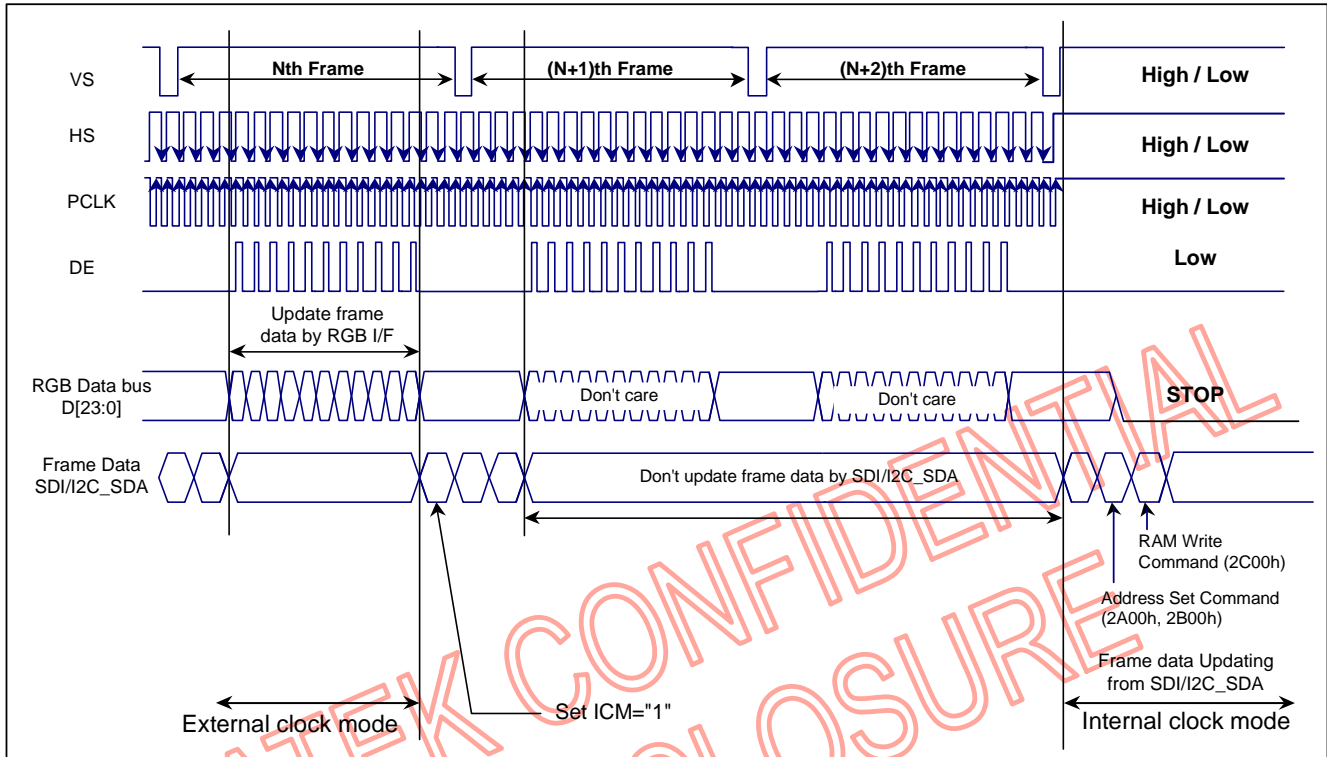 VS
Nth Frame
(N+1)th Frame
(N+2)th Frame
High / Low
HS
High / Low
PCLK
High / Low
DE
Low
Update frame
data by RGB I/F
RGB Data bus
D[23:0]
Don't care
Don't care
STOP
Frame Data
SDI/I2C_SDA
Don't update frame data by SDI/I2C_SDA
RAM Write
Command (2C00h)
Address Set Command
(2A00h, 2B00h)
Frame data Updating
from SDI/I2C_SDA
External clock mode
Set ICM="1"
Internal clock mode
ATEK CONFIDENTIAL
CLOSURE